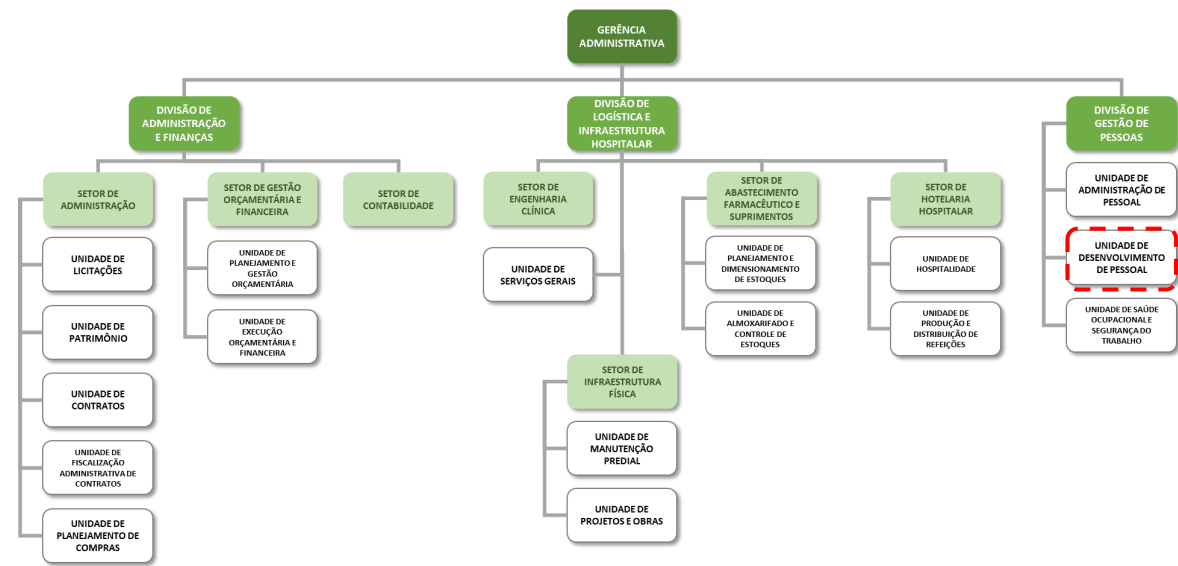 GERÊNCIA
ADMINISTRATIVA
DIVISÃO DE
ADMINISTRAÇÃO
E FINANÇAS
DIVISÃO DE
LOGÍSTICA E
INFRAESTRUTURA
HOSPITALAR
DIVISÃO DE
GESTÃO DE
PESSOAS
SETOR DE
ADMINISTRAÇÃO
SETOR DE GESTÃO
ORÇAMENTÁRIA E
FINANCEIRA
SETOR DE
CONTABILIDADE
SETOR DE
ENGENHARIA
CLÍNICA
SETOR DE
ABASTECIMENTO
FARMACÊUTICO E
SUPRIMENTOS
SETOR DE
HOTELARIA
HOSPITALAR
UNIDADE DE
ADMINISTRAÇÃO DE
PESSOAL
UNIDADE DE
LICITAÇÕES
UNIDADE DE
PLANEJAMENTO E
GESTÃO
ORÇAMENTÁRIA
UNIDADE DE
SERVIÇOS GERAIS
UNIDADE DE
PLANEJAMENTO E
DIMENSIONAMENTO
DE ESTOQUES
UNIDADE DE
HOSPITALIDADE
UNIDADE DE
DESENVOLVIMENTO
DE PESSOAL
UNIDADE DE
PATRIMÔNIO
UNIDADE DE
EXECUÇÃO
ORÇAMENTÁRIA E
FINANCEIRA
UNIDADE DE
ALMOXARIFADO E
CONTROLE DE
ESTOQUES
UNIDADE DE
PRODUÇÃO E
DISTRIBUIÇÃO DE
REFEIÇÕES
UNIDADE DE SAÚDE
OCUPACIONAL E
SEGURANÇA DO
TRABALHO
UNIDADE DE
CONTRATOS
SETOR DE
INFRAESTRUTURA
FÍSICA
UNIDADE DE
FISCALIZAÇÃO
ADMINISTRATIVA DE
CONTRATOS
UNIDADE DE
MANUTENÇÃO
PREDIAL
UNIDADE DE
PLANEJAMENTO DE
COMPRAS
UNIDADE DE
PROJETOS E OBRAS